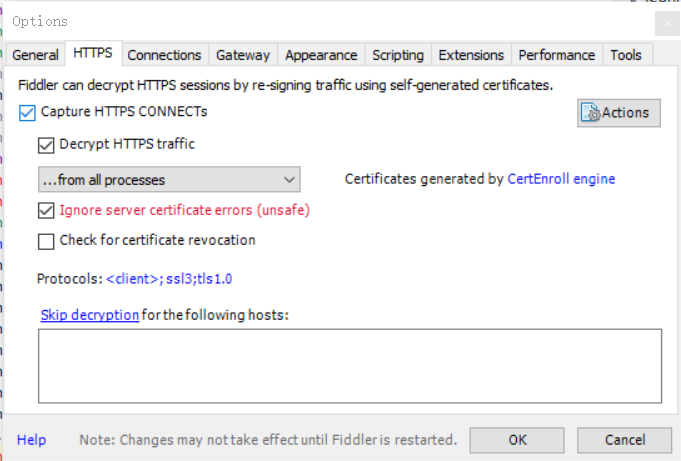 Options
General HTTPS Connections Gateway Appearance Scripting Extensions Performance Tools
Fiddler can decrypt HTTPS sessions by re-signing traffic using self-generated certificates.
Capture HTTPS CONNECTs
Actions
Decrypt HTTPS traffic
...from all processes
Certificates generated by CertEnroll engine
Ignore server certificate errors (unsafe)
Check for certificate revocation
Protocols: <client>;ssl3;tls1.0
Skip decryption for the following hosts:
Help Note: Changes may not take effect until Fiddler is restarted. OK Cancel